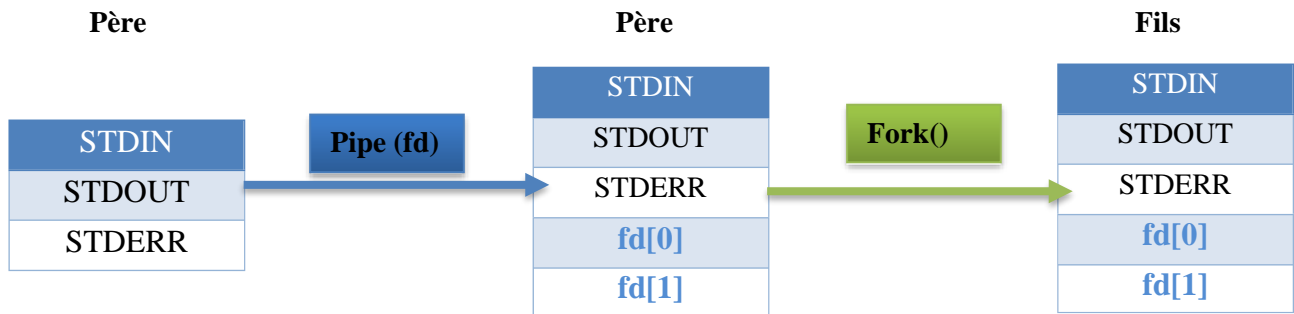 Père
Père
Fils
STDIN
STDOUT
STDERR
Pipe (fd)
STDIN
STDOUT
STDERR
fd[0]
fd[1]
Fork()
STDIN
STDOUT
STDERR
fd[0]
fd[1]